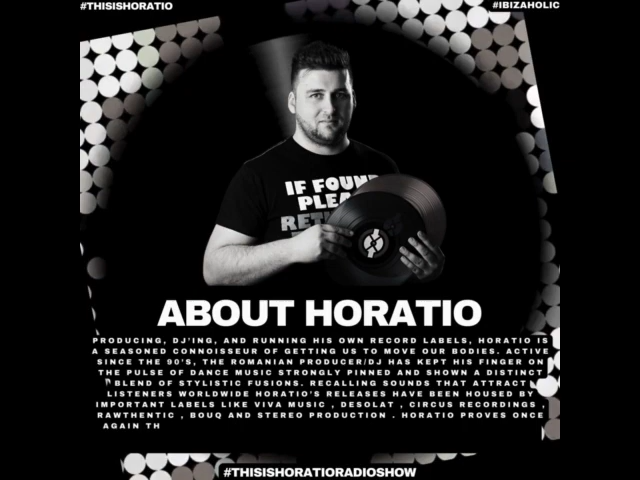 #THISISHORATIO
#IBIZAHOLIC
IF FOUND
PLEA
RET
ABOUT HORATIO
PRODUCING, DJ'ING, AND RUNNING HIS OWN RECORD LABELS, HORATIO IS
A SEASONED CONNOISSEUR OF GETTING US TO MOVE OUR BODIES. ACTIVE
SINCE THE 90'S, THE ROMANIAN PRODUCER/DJ HAS KEPT HIS FINGER ON
THE PULSE OF DANCE MUSIC STRONGLY PINNED AND SHOWN A DISTINCT
BLEND OF STYLISTIC FUSIONS. RECALLING SOUNDS THAT ATTRACT
LISTENERS WORLDWIDE HORATIO'S RELEASES HAVE BEEN HOUSED BY
IMPORTANT LABELS LIKE VIVA MUSIC , DESOLAT , CIRCUS RECORDINGS ,
RAWTHENTIC , BOUQ AND STEREO PRODUCTION . HORATIO PROVES ONCE
AGAIN TH
#THISISHORATIORADIOSHOW